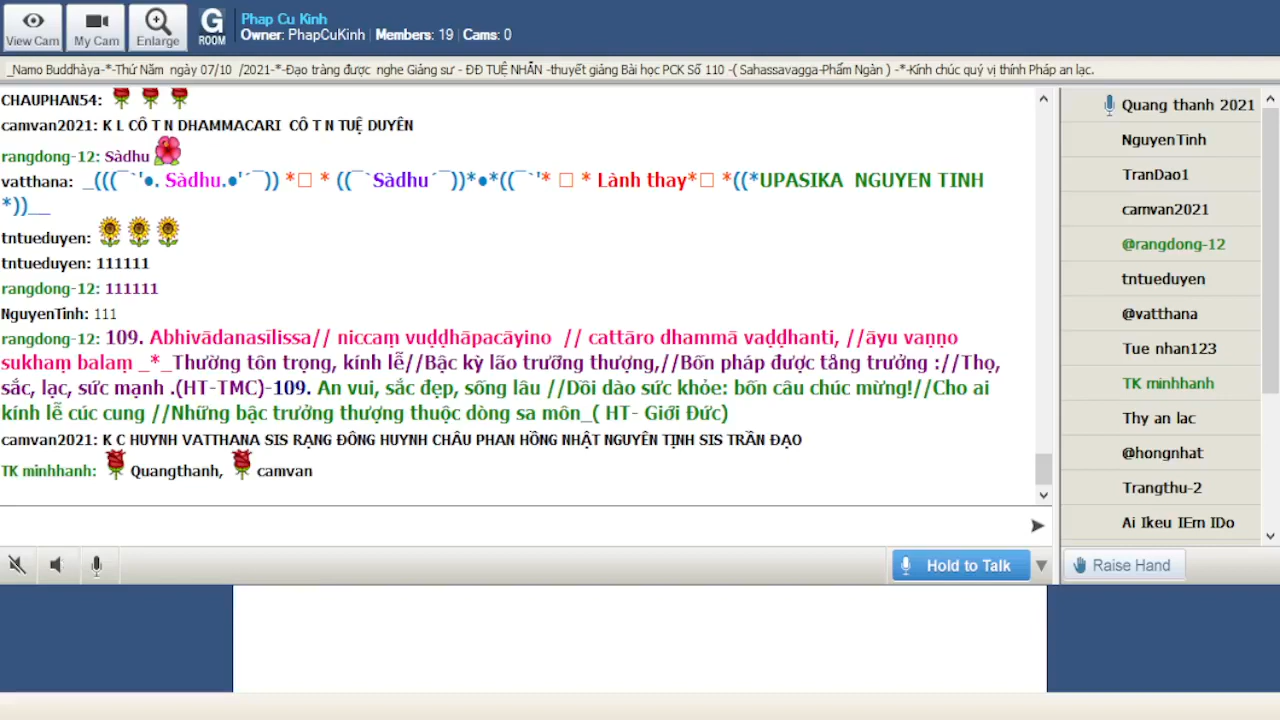 Phap Cu Kinh
Owner: PhapCuKinh | Members: 19 | Cams: 0
View Cam
My Cam
Enlarge
G
ROOM
_Namo Buddhàya-*-Thứ Năm ngày 07/10 /2021-*-Đạo tràng được nghe Giảng sư - ĐĐ TUỆ NHẪN -thuyết giảng Bài học PCK Số 110 -( Sahassavagga-Phẩm Ngàn ) -*-Kính chúc quý vị thính Pháp an lạc.
CHAUPHAN54:
camvan2021: K L CÔ T N DHAMMACARI CÔ T N TUỆ DUYÊN
rangdong-12: Sàdhu
vatthana: _(((¯`'●. Sàdhu.●'´¯)) *□ * ((¯`Sàdhu´¯))*●*((¯`'* □ * Lành thay*□ *((*UPASIKA NGUYEN TINH
*))__
tntueduyen:
tntueduyen: 111111
rangdong-12: 111111
NguyenTinh: 111
rangdong-12: 109. Abhivādanasīlissa// niccaṃ vuḍḍhāpacāyino // cattāro dhammā vaḍḍhanti, //āyu vaṇṇo
sukhaṃ balaṃ _*_Thường tôn trọng, kính lễ//Bậc kỳ lão trưởng thượng,//Bốn pháp được tăng trưởng ://Thọ,
sắc, lạc, sức mạnh .(HT-TMC)-109. An vui, sắc đẹp, sống lâu //Dồi dào sức khỏe: bốn câu chúc mừng!//Cho ai
kính lễ cúc cung //Những bậc trưởng thượng thuộc dòng sa môn_( HT- Giới Đức)
camvan2021: K C HUYNH VATTHANA SIS RẠNG ĐÔNG HUYNH CHÂU PHAN HỒNG NHẬT NGUYÊN TỊNH SIS TRẦN ĐẠO
TK minhhanh: Quangthanh, camvan
Hold to Talk
Quang thanh 2021
NguyenTinh
TranDao1
camvan2021
@rangdong-12
tntueduyen
@vatthana
Tue nhan123
TK minhhanh
Thy an lac
@hongnhat
Trangthu-2
Ai Ikeu IEm IDo
Raise Hand